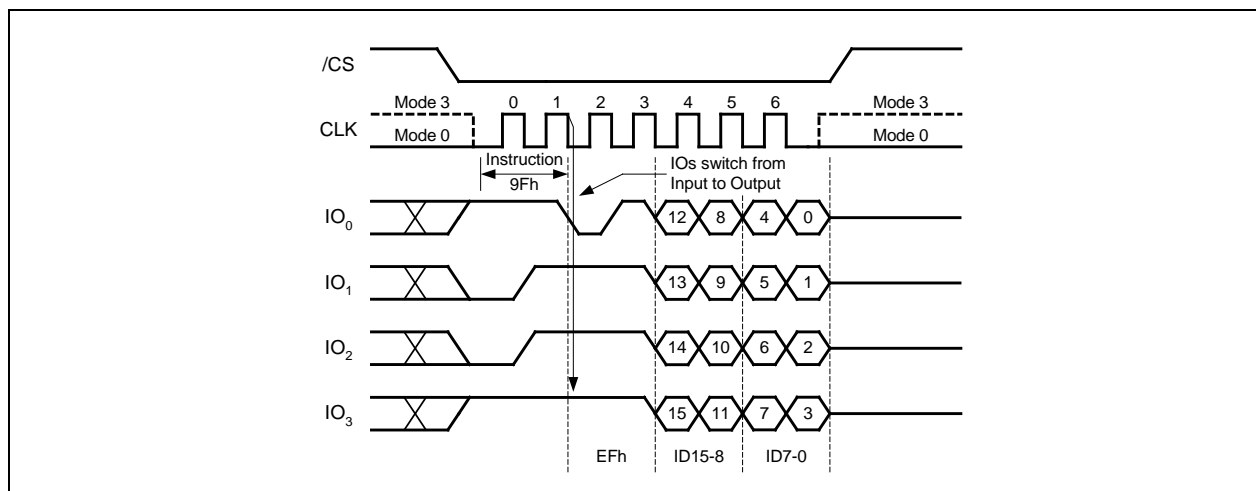 /CS
Mode 3 0 1 2 3 4 5 6 Mode 3
CLK
Mode 0 Mode 0
Instruction
9Fh
IOs switch from
Input to Output
IO0 12 8 4 0
IO1 13 9 5 1
IO2 14 10 6 2
IO3 15 11 7 3
EFh ID15-8 ID7-0